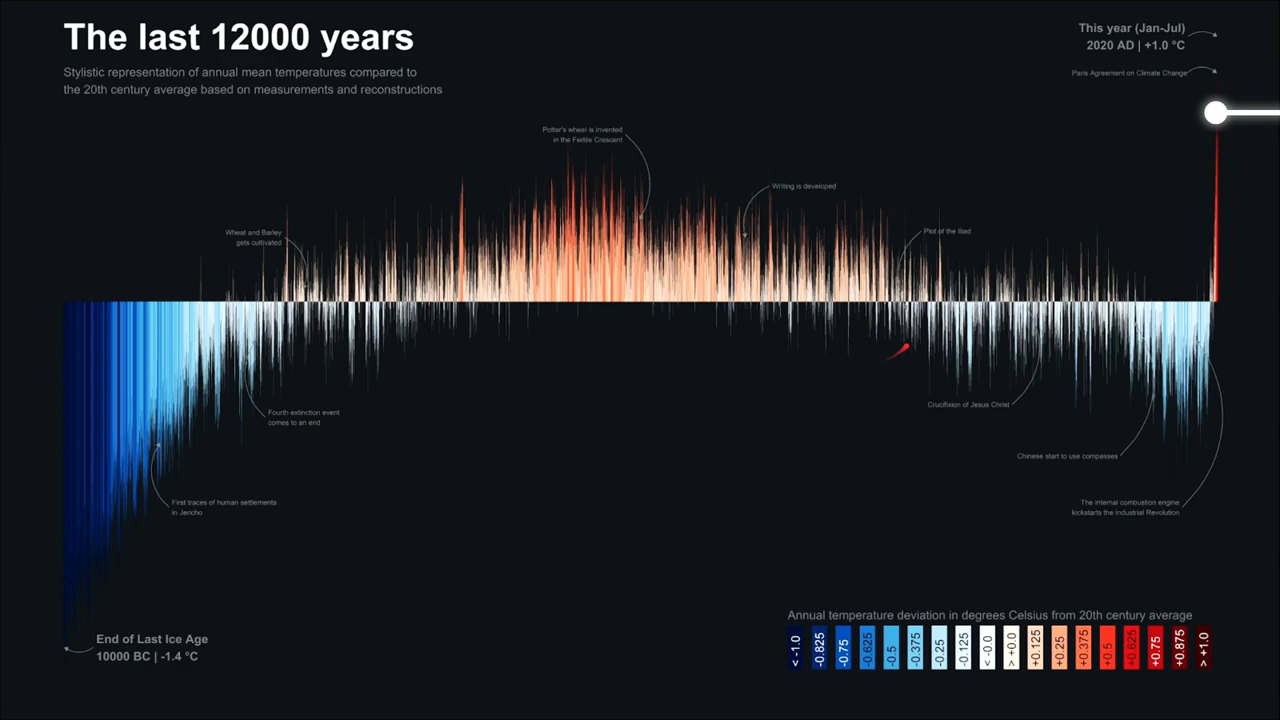 The last 12000 years
Stylistic representation of annual mean temperatures compared to
the 20th century average based on measurements and reconstructions
This year (Jan-Jul)
2020 AD | +1.0 °C
Paris Agreement on Climate Change
Potter's wheel is invented
in the Fertile Crescent
Writing is developed
Wheat and Barley
gets cultivated
Plot of the Iliad
Fourth extinction event
comes to an end
Crucifixion of Jesus Christ
Chinese start to use compasses
First traces of human settlements
in Jericho
The internal combustion engine
kickstarts the Industrial Revolution
End of Last Ice Age
10000 BC | -1.4 °C
Annual temperature deviation in degrees Celsius from 20th century average
< -1.0
-0.825
-0.75
-0.625
-0.5
-0.375
-0.25
-0.125
< -0.0
> +0.0
+0.125
+0.25
+0.375
+0.5
+0.625
+0.75
+0.875
> +1.0